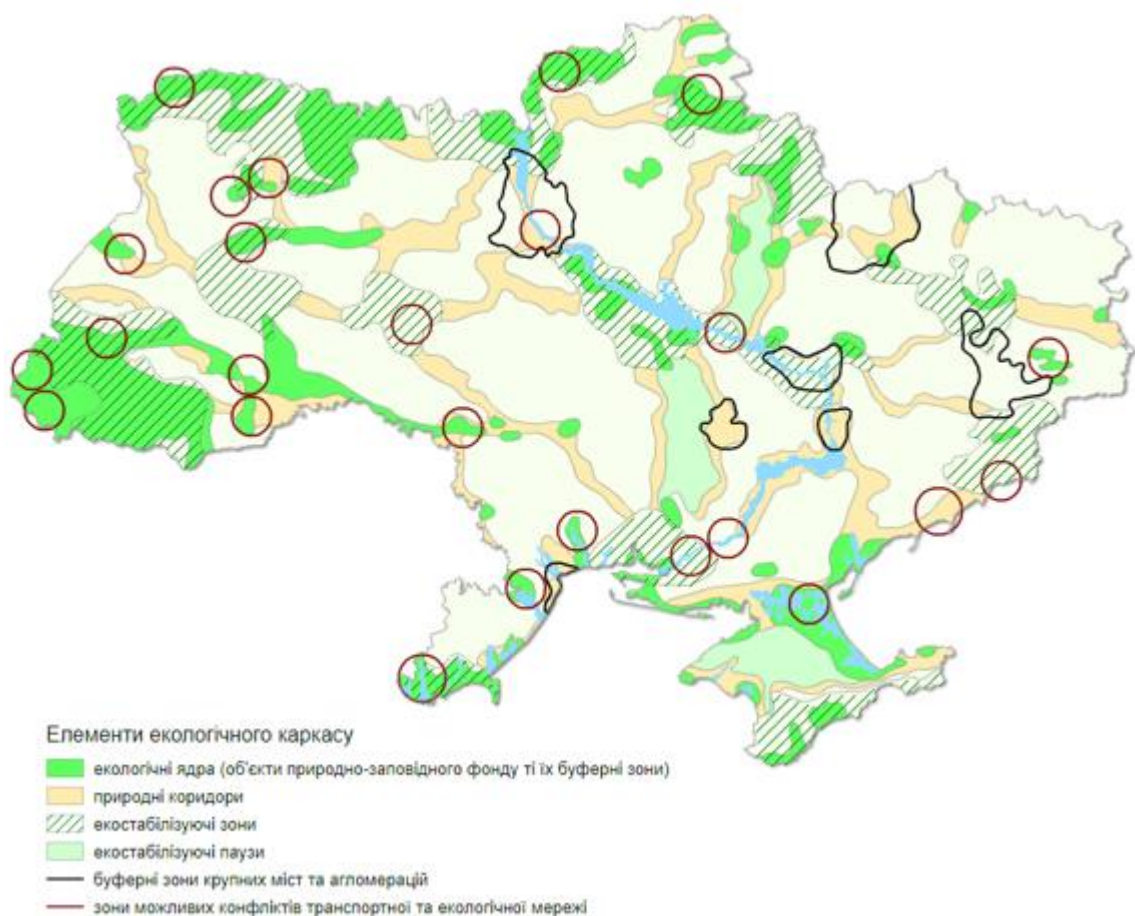 Елементи екологічного каркасу
екологічні ядра (об'єкти природно-заповідного фонду ті їх буферні зони)
природні коридори
екостабілізуючі зони
екостабілізуючі паузи
буферні зони крупних міст та агломерацій
зони можливих конфліктів транспортної та екологічної мережі